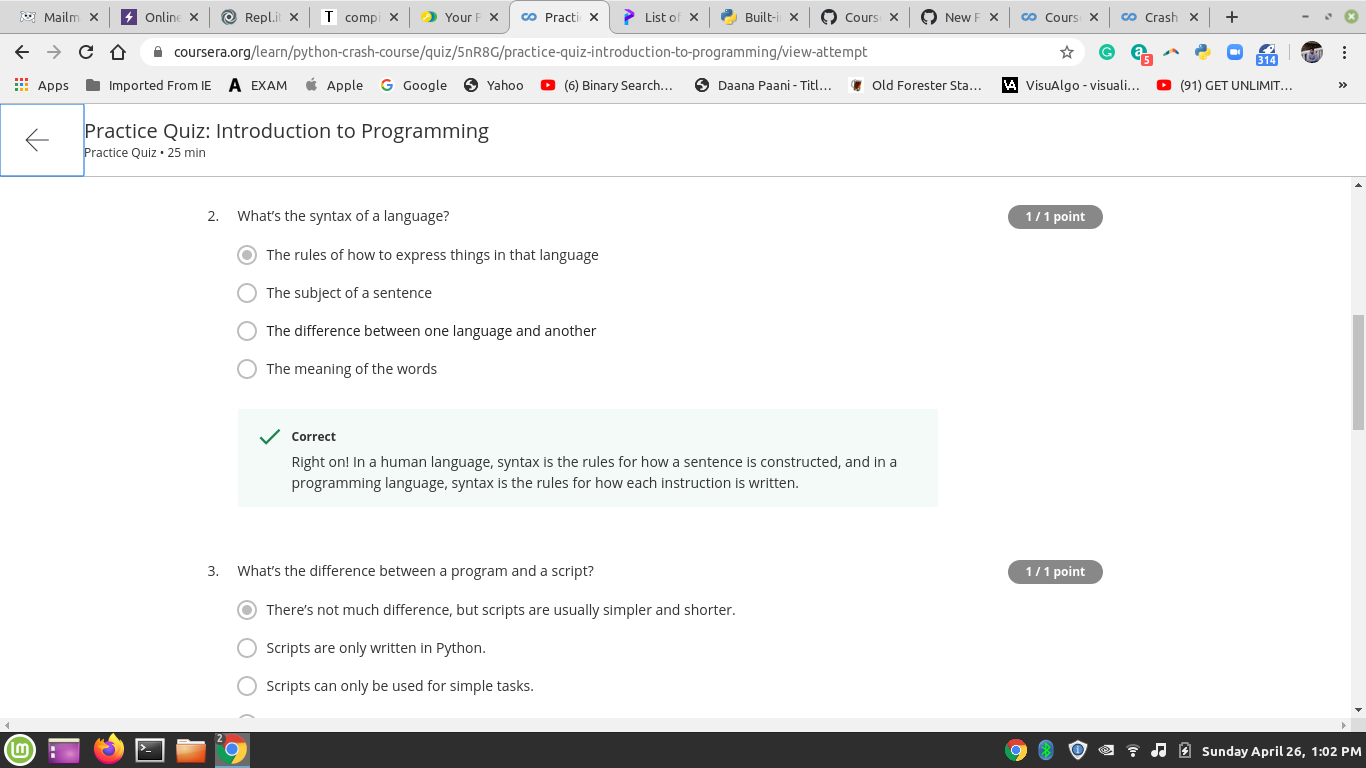 Mailm
Online
Repl.it
compi
Your P
Practi
List of
Built-i
Cours
New F
Cours
Crash
coursera.org/learn/python-crash-course/quiz/5nR8G/practice-quiz-introduction-to-programming/view-attempt
5
314
Apps
Imported From IE
EXAM
Apple
Google
Yahoo
(6) Binary Search...
Daana Paani - Titl...
Old Forester Sta...
VisuAlgo - visuali...
(91) GET UNLIMIT...
»
Practice Quiz: Introduction to Programming
Practice Quiz • 25 min
2. What's the syntax of a language?
1 / 1 point
The rules of how to express things in that language
The subject of a sentence
The difference between one language and another
The meaning of the words
Correct
Right on! In a human language, syntax is the rules for how a sentence is constructed, and in a
programming language, syntax is the rules for how each instruction is written.
3. What's the difference between a program and a script?
1 / 1 point
There's not much difference, but scripts are usually simpler and shorter.
Scripts are only written in Python.
Scripts can only be used for simple tasks.
2
Sunday April 26, 1:02 PM